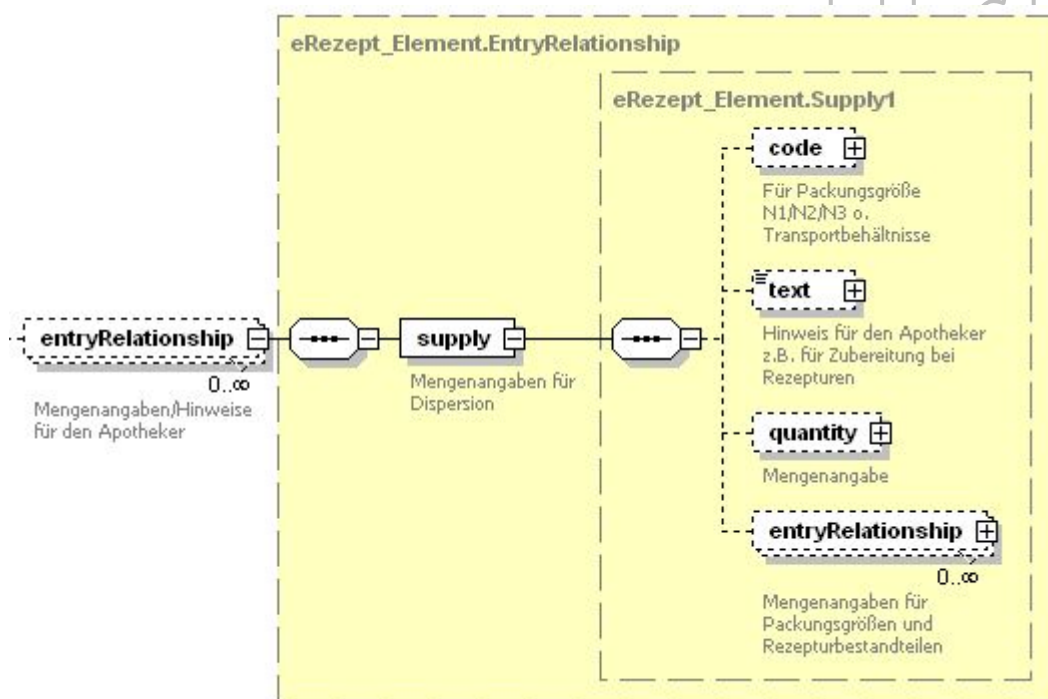 eRezept_Element.EntryRelationship
eRezept_Element.Supply1
code
Für Packungsgröße
N1/N2/N3 o.
Transportbehältnisse
text
Hinweis für den Apotheker
z.B. für Zubereitung bei
Rezepturen
entryRelationship
0..∞
Mengenangaben/Hinweise
für den Apotheker
supply
Mengenangaben für
Dispersion
quantity
Mengenangabe
entryRelationship
0..∞
Mengenangaben für
Packungsgrößen und
Rezepturbestandteilen